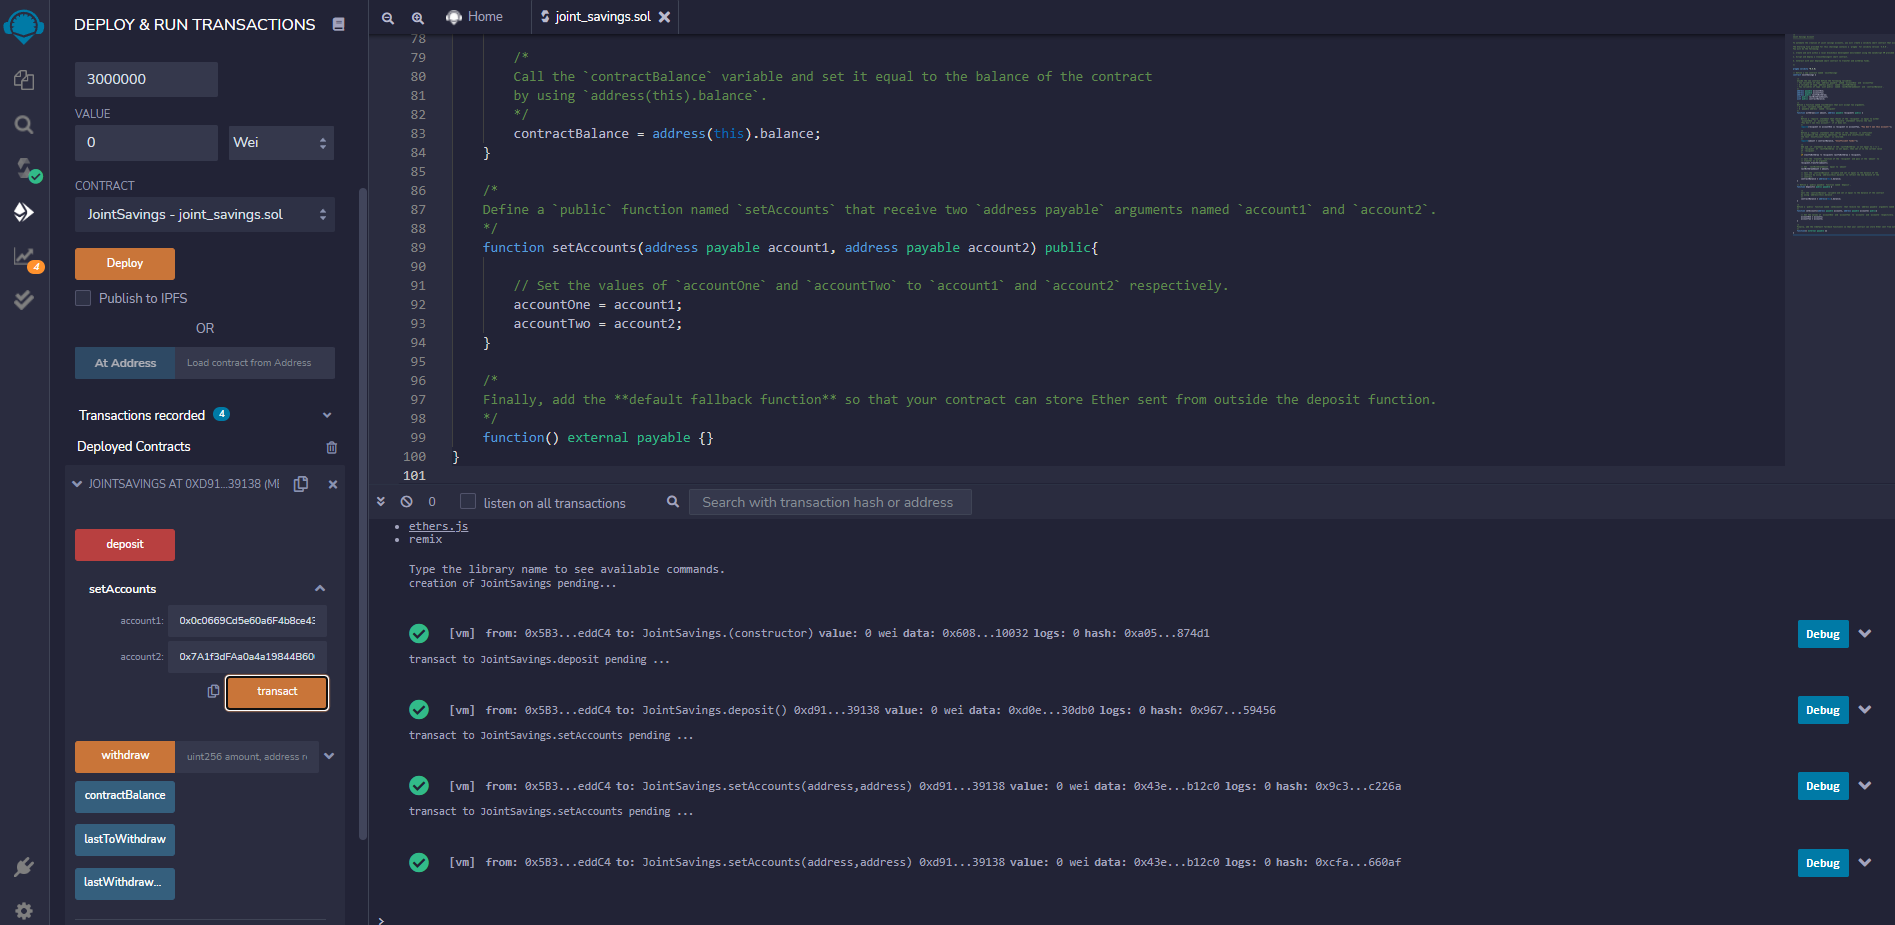 DEPLOY & RUN TRANSACTIONS
3000000
VALUE
0
Wei
CONTRACT
JointSavings - joint_savings.sol
Deploy
Publish to IPFS
OR
At Address
Load contract from Address
Transactions recorded 4
Deployed Contracts
JOINTSAVINGS AT 0XD91...39138 (ME
deposit
setAccounts
account1: 0x0c0669Cd5e60a6F4b8ce43
account2: 0x7A1f3dFAa0a4a19844B60
transact
withdraw
uint256 amount, address r
contractBalance
lastToWithdraw
lastWithdraw...
4
Home
joint_savings.sol
78
79 /*
80 Call the `contractBalance` variable and set it equal to the balance of the contract
81 by using `address(this).balance`.
82 */
83 contractBalance = address(this).balance;
84 }
85
86 /*
87 Define a `public` function named `setAccounts` that receive two `address payable` arguments named `account1` and `account2`.
88 */
89 function setAccounts(address payable account1, address payable account2) public{
90
91 // Set the values of `accountOne` and `accountTwo` to `account1` and `account2` respectively.
92 accountOne = account1;
93 accountTwo = account2;
94 }
95
96 /*
97 Finally, add the **default fallback function** so that your contract can store Ether sent from outside the deposit function.
98 */
99 function() external payable {}
100 }
101
0
listen on all transactions
Search with transaction hash or address
• ethers.js
• remix
Type the library name to see available commands.
creation of JointSavings pending...
[vm] from: 0x5B3...eddC4 to: JointSavings.(constructor) value: 0 wei data: 0x608...10032 logs: 0 hash: 0xa05...874d1
Debug
transact to JointSavings.deposit pending ...
[vm] from: 0x5B3...eddC4 to: JointSavings.deposit() 0xd91...39138 value: 0 wei data: 0xd0e...30db0 logs: 0 hash: 0x967...59456
Debug
transact to JointSavings.setAccounts pending ...
[vm] from: 0x5B3...eddC4 to: JointSavings.setAccounts(address,address) 0xd91...39138 value: 0 wei data: 0x43e...b12c0 logs: 0 hash: 0x9c3...c226a
Debug
transact to JointSavings.setAccounts pending ...
[vm] from: 0x5B3...eddC4 to: JointSavings.setAccounts(address,address) 0xd91...39138 value: 0 wei data: 0x43e...b12c0 logs: 0 hash: 0xcfa...660af
Debug
>